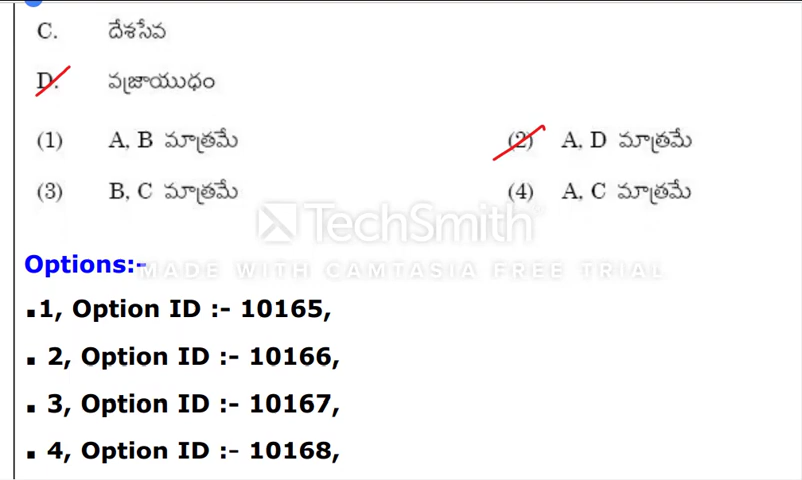 C. దేశసేవ
D. వజ్రాయుధం
(1) A, B మాత్రమే (2) A, D మాత్రమే
(3) B, C మాత్రమే (4) A, C మాత్రమే
TechSmith
Options:-
MADE WITH CAMTASIA FREE TRIAL
▪1, Option ID :- 10165,
▪ 2, Option ID :- 10166,
▪ 3, Option ID :- 10167,
▪ 4, Option ID :- 10168,